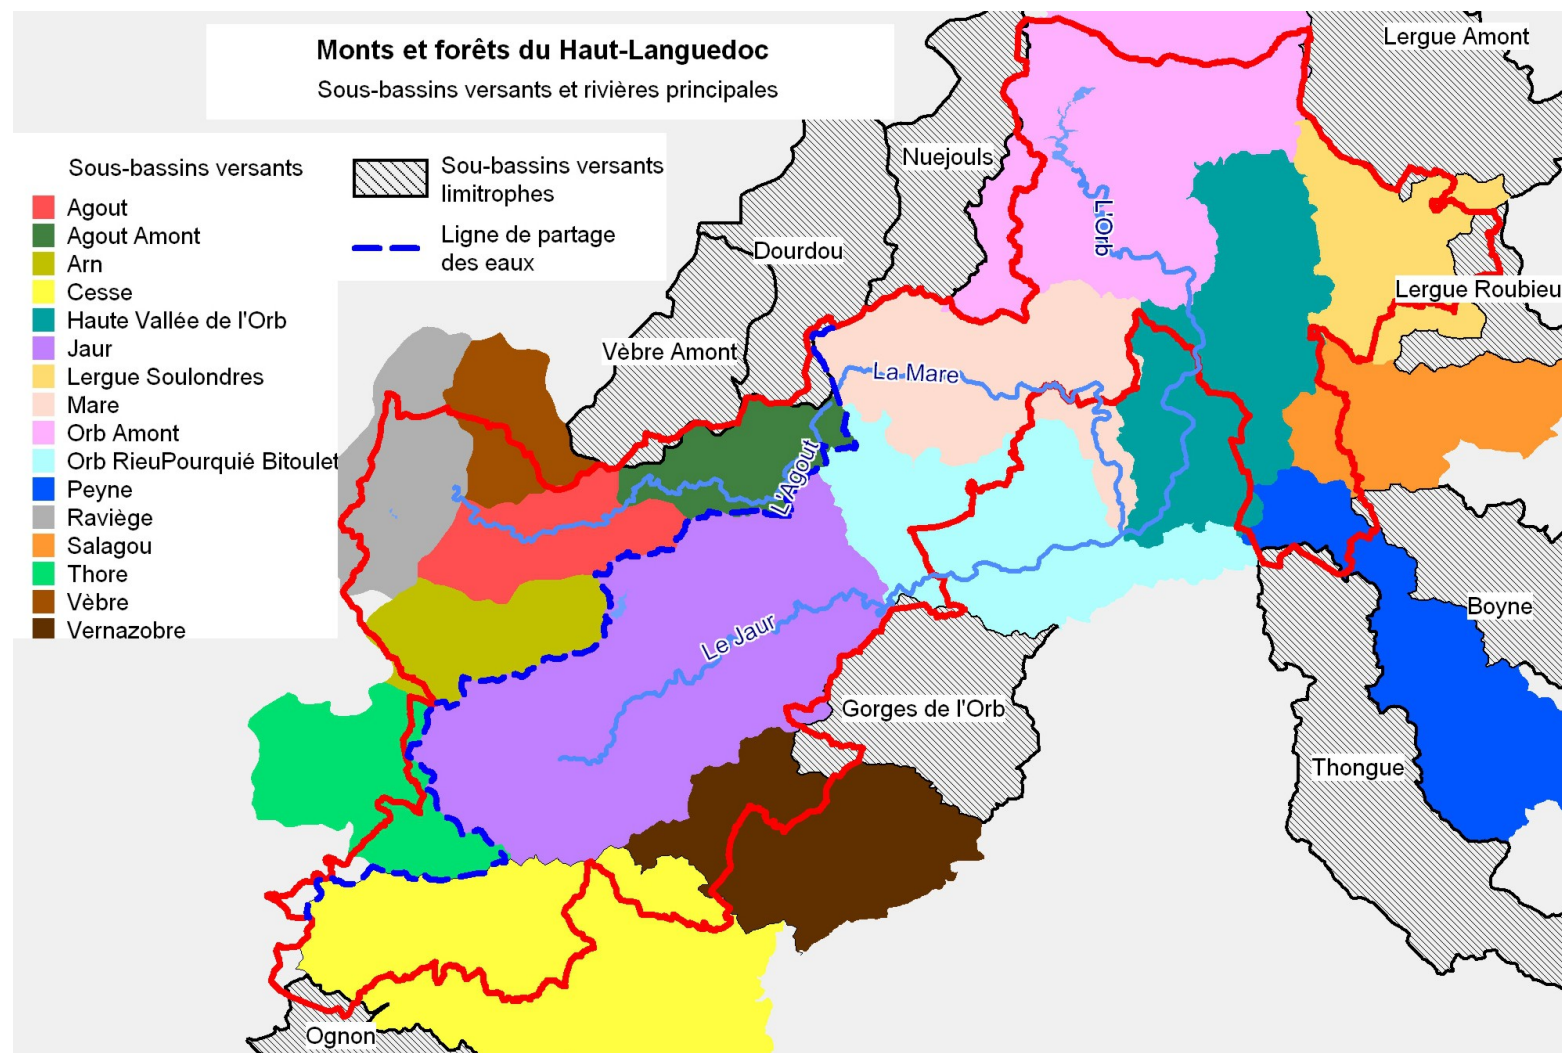 Monts et forêts du Haut-Languedoc
Sous-bassins versants et rivières principales
Sous-bassins versants
Agout
Agout Amont
Arn
Cesse
Haute Vallée de l'Orb
Jaur
Lergue Soulondres
Mare
Orb Amont
Orb RieuPourquié Bitoulet
Peyne
Raviège
Salagou
Thore
Vèbre
Vernazobre
Sou-bassins versants
limitrophes
Ligne de partage
des eaux
Lergue Amont
Nuejouls
L'Orb
Dourdou
Lergue Roubieu
Vèbre Amont
La Mare
L'Agout
Boyne
Le Jaur
Gorges de l'Orb
Thongue
Ognon